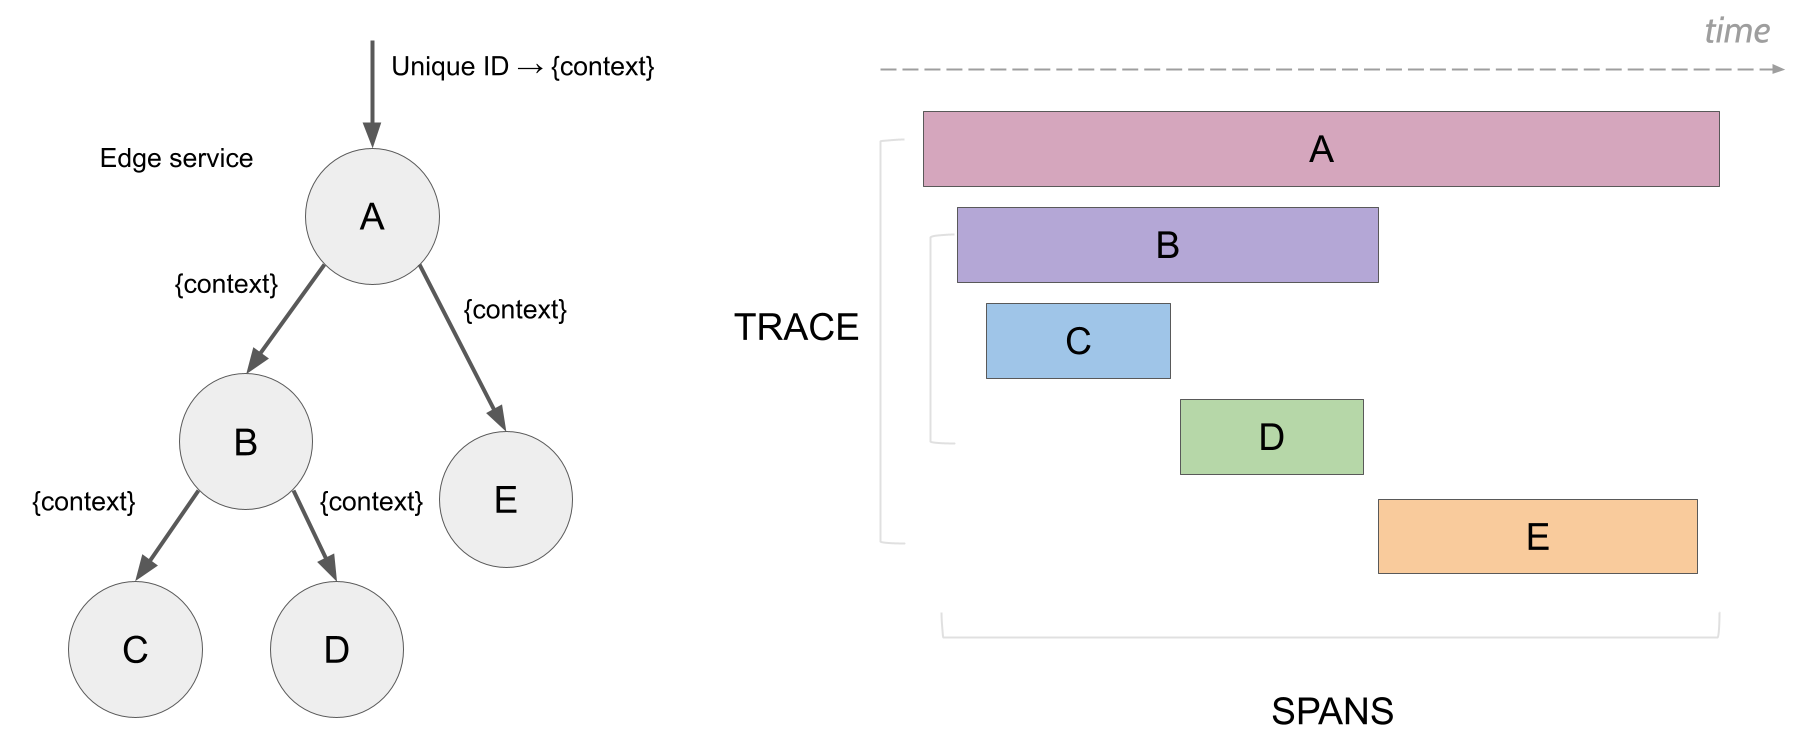 Unique ID → {context}
Edge service
A
{context}
{context}
B
E
{context}
{context}
C
D
time
A
B
C
TRACE
D
E
SPANS